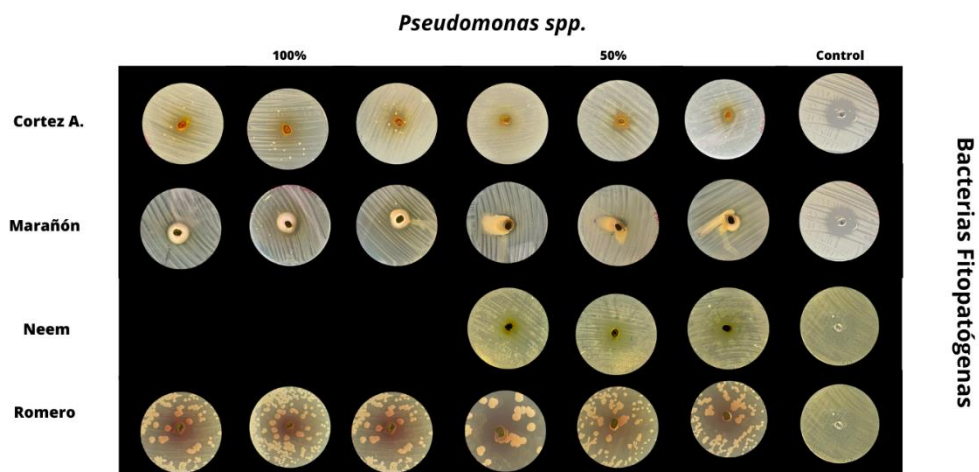 Pseudomonas spp.
100% 50% Control
Cortez A.
Marañón
Neem
Romero
Bacterias Fitopatógenas